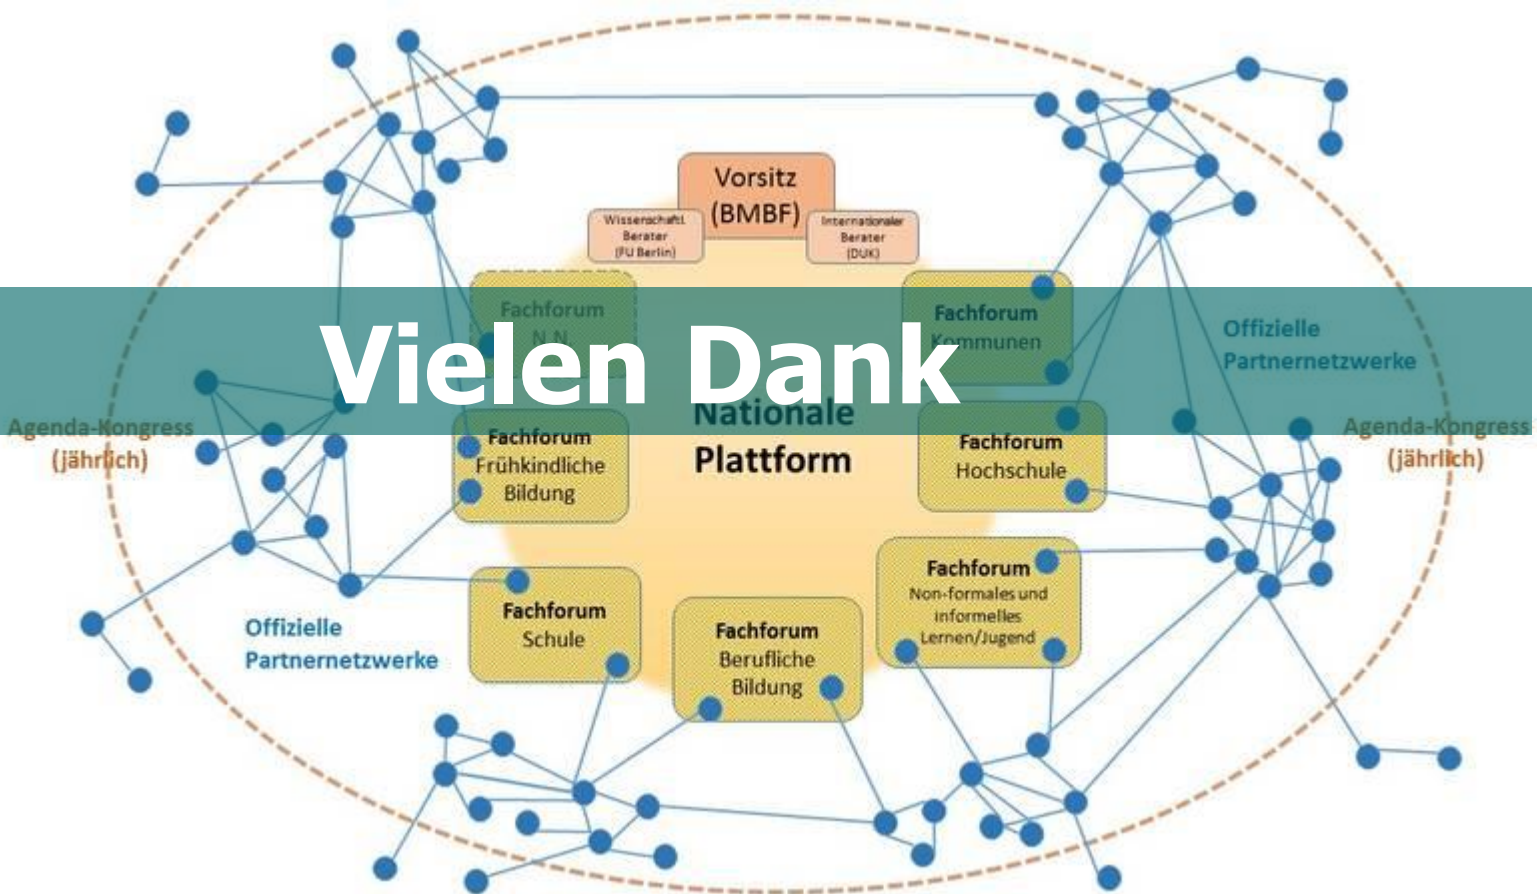 Vorsitz
(BMBF)
Wissenschaftl.
Berater
(FU Berlin)
Internationaler
Berater
(DUK)
Fachforum
N.N.
Fachforum
Kommunen
Offizielle
Partnernetzwerke
Vielen Dank
Nationale
Plattform
Agenda-Kongress
(jährlich)
Fachforum
Frühkindliche
Bildung
Fachforum
Hochschule
Agenda-Kongress
(jährlich)
Fachforum
Schule
Fachforum
Berufliche
Bildung
Fachforum
Non-formales und
informelles
Lernen/Jugend
Offizielle
Partnernetzwerke